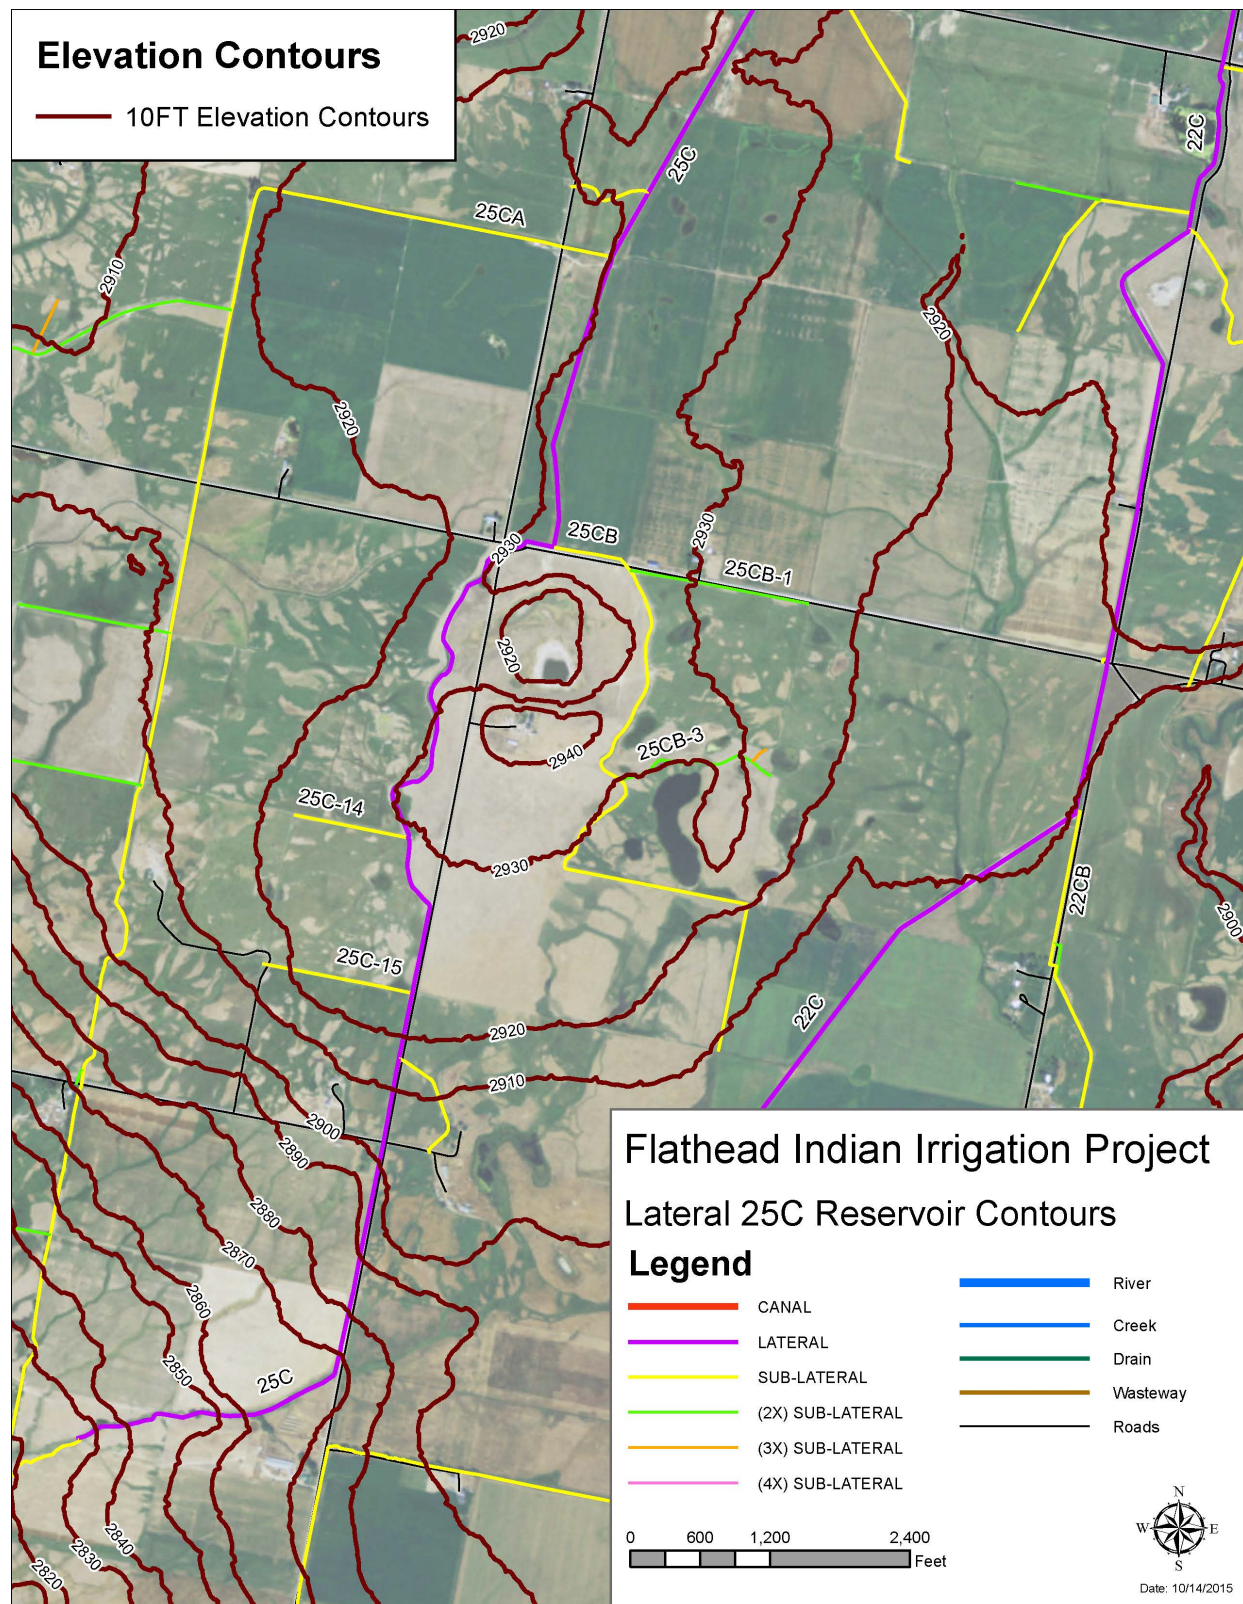 Elevation Contours
10FT Elevation Contours
2920
25C
22C
25CA
2910
2920
2920
2930
25CB
2930
25CB-1
2920
25CB-3
2940
25C-14
2930
22CB
2900
25C-15
22C
2920
2910
2900
2890
2880
2870
2860
2850
25C
2840
2830
2820
Flathead Indian Irrigation Project
Lateral 25C Reservoir Contours
Legend
CANAL
LATERAL
SUB-LATERAL
(2X) SUB-LATERAL
(3X) SUB-LATERAL
(4X) SUB-LATERAL
River
Creek
Drain
Wasteway
Roads
0 600 1,200 2,400
Feet
N
W E
S
Date: 10/14/2015